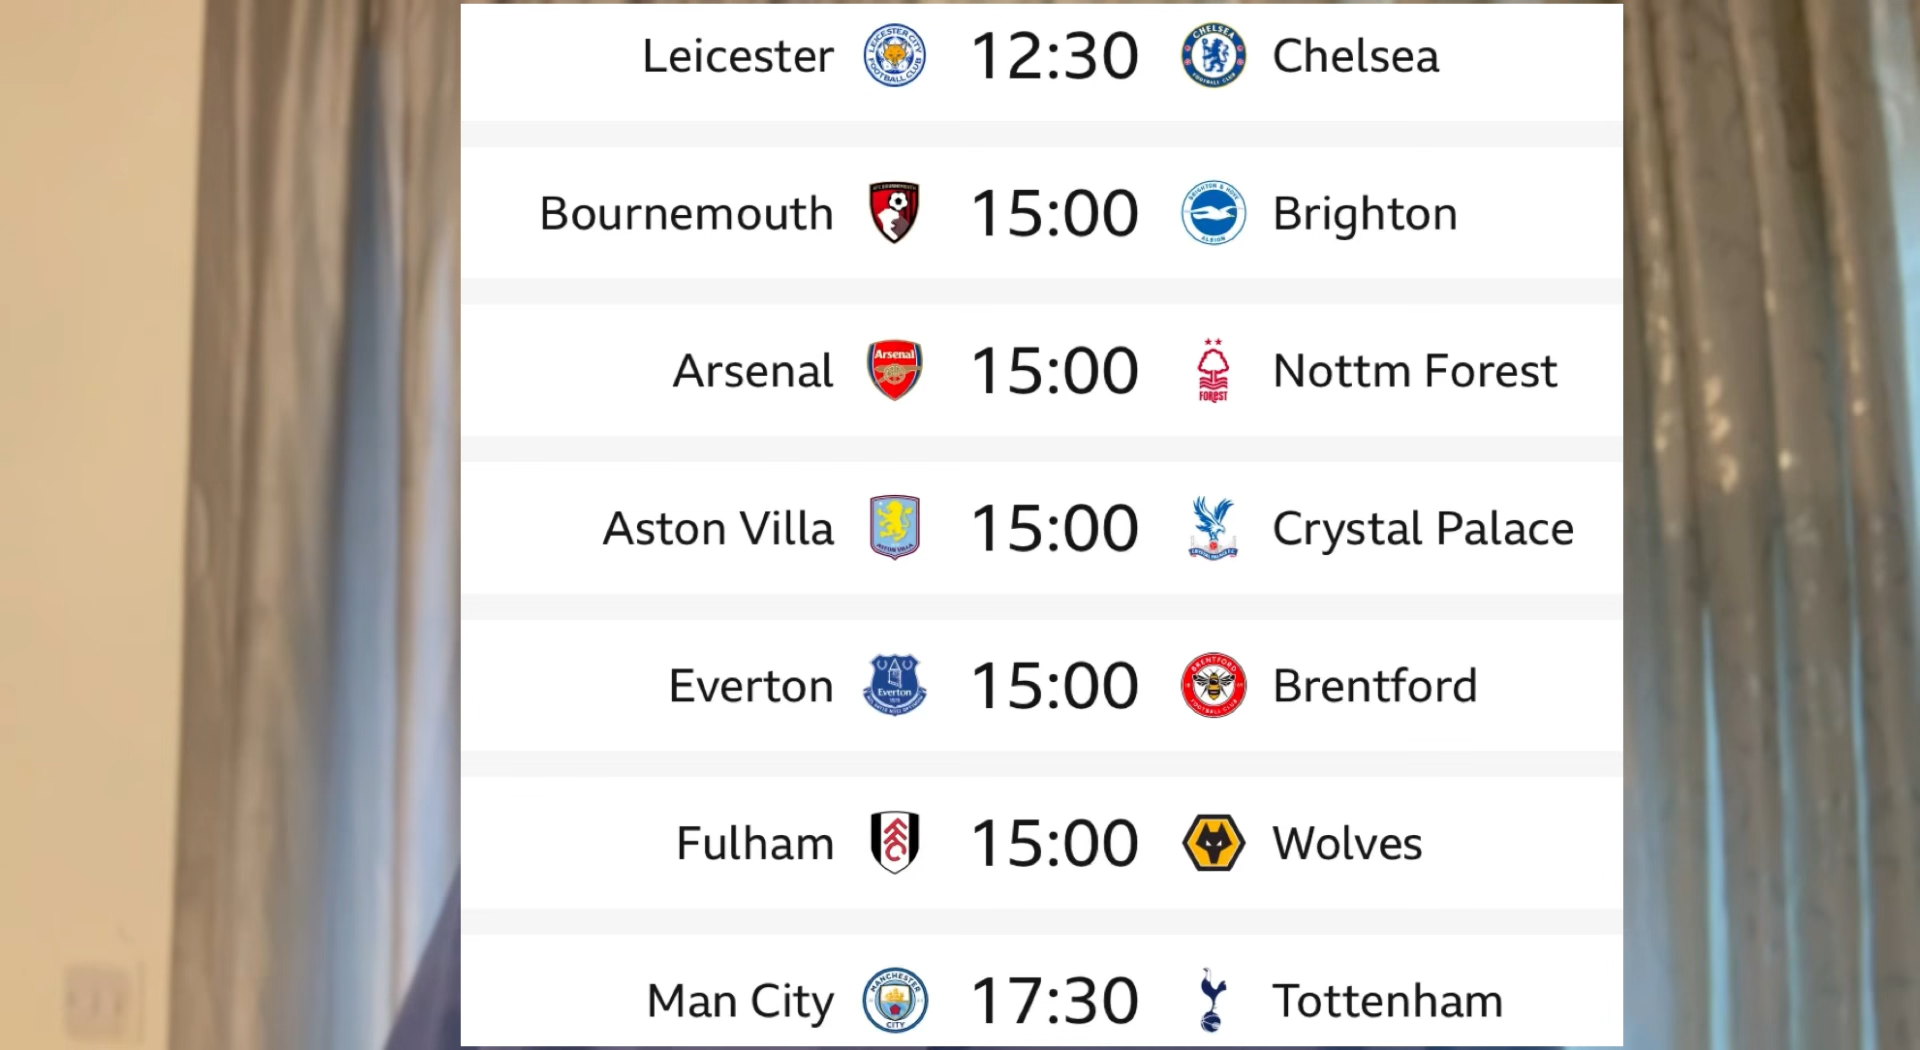 Leicester 12:30 Chelsea
Bournemouth 15:00 Brighton
Arsenal 15:00 Nottm Forest
Aston Villa 15:00 Crystal Palace
Everton 15:00 Brentford
Fulham 15:00 Wolves
Man City 17:30 Tottenham